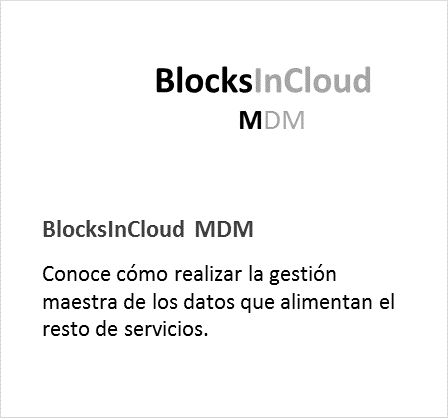 BlocksInCloud
MDM
BlocksInCloud MDM
Conoce cómo realizar la gestión
maestra de los datos que alimentan el
resto de servicios.